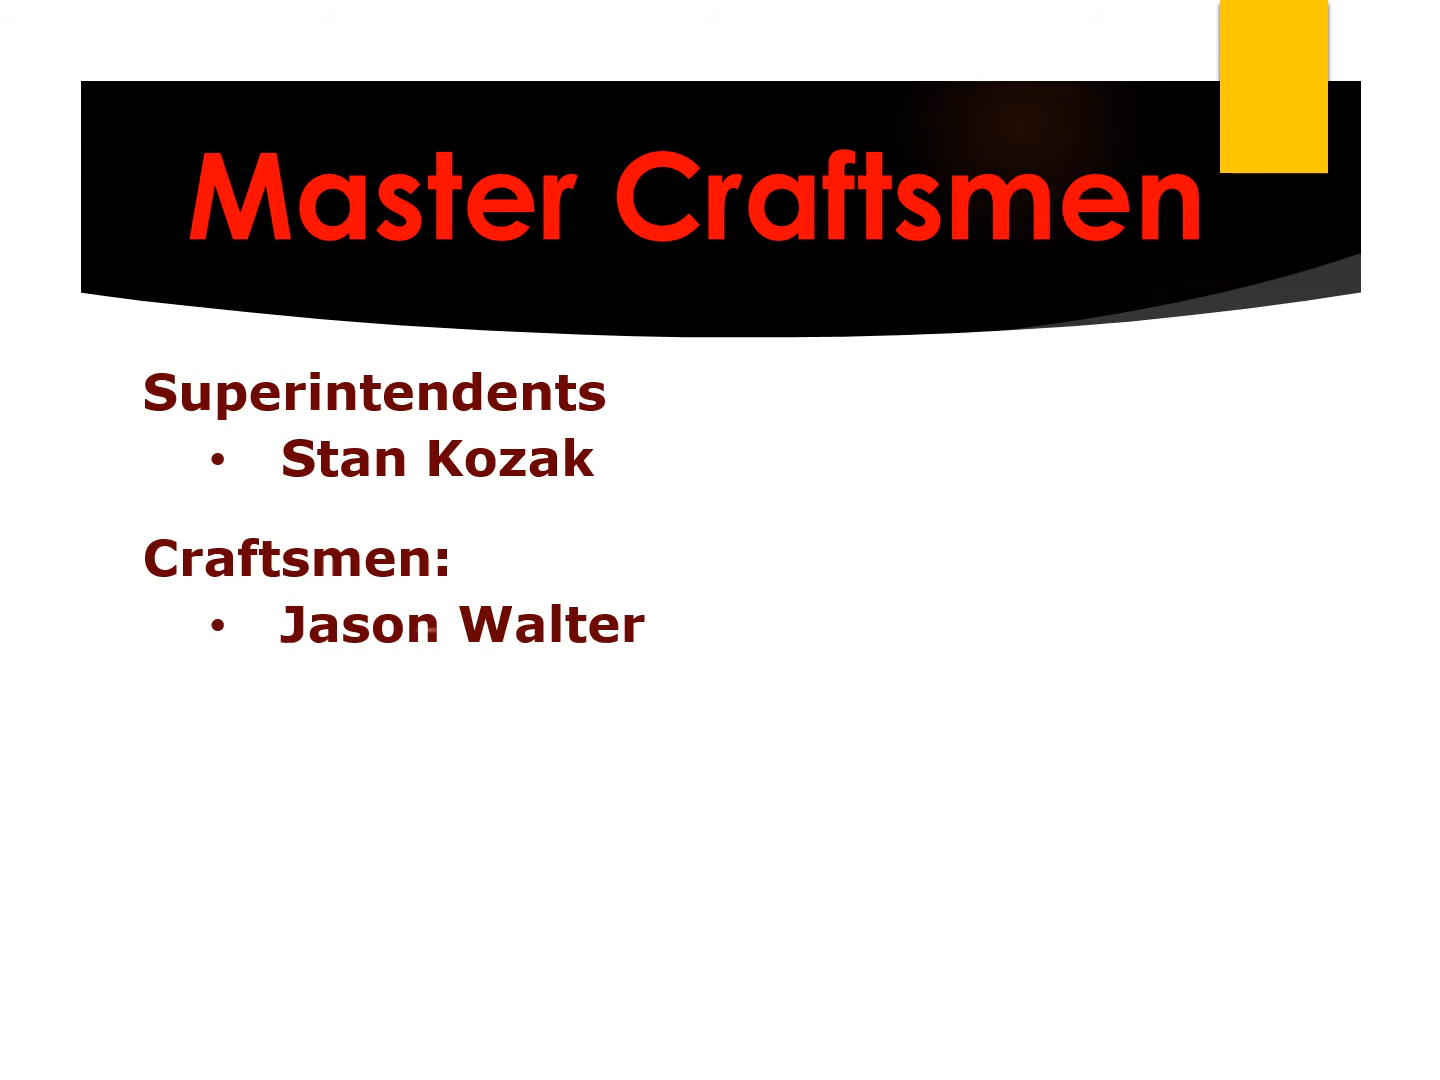 Master Craftsmen
Superintendents
• Stan Kozak
Craftsmen:
• Jason Walter